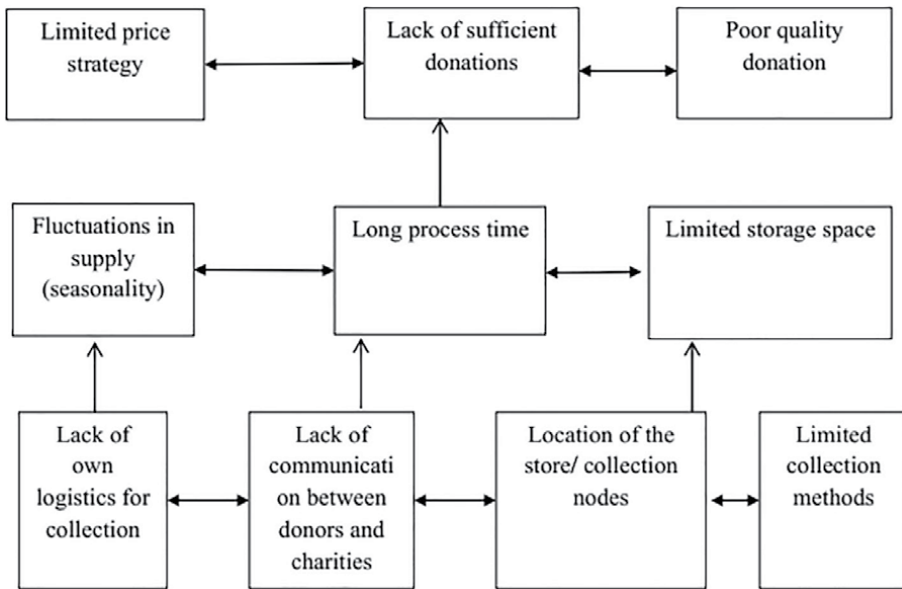 Limited price
strategy
Lack of sufficient
donations
Poor quality
donation
Fluctuations in
supply
(seasonality)
Long process time
Limited storage space
Lack of
own
logistics for
collection
Lack of
communicati
on between
donors and
charities
Location of the
store/ collection
nodes
Limited
collection
methods